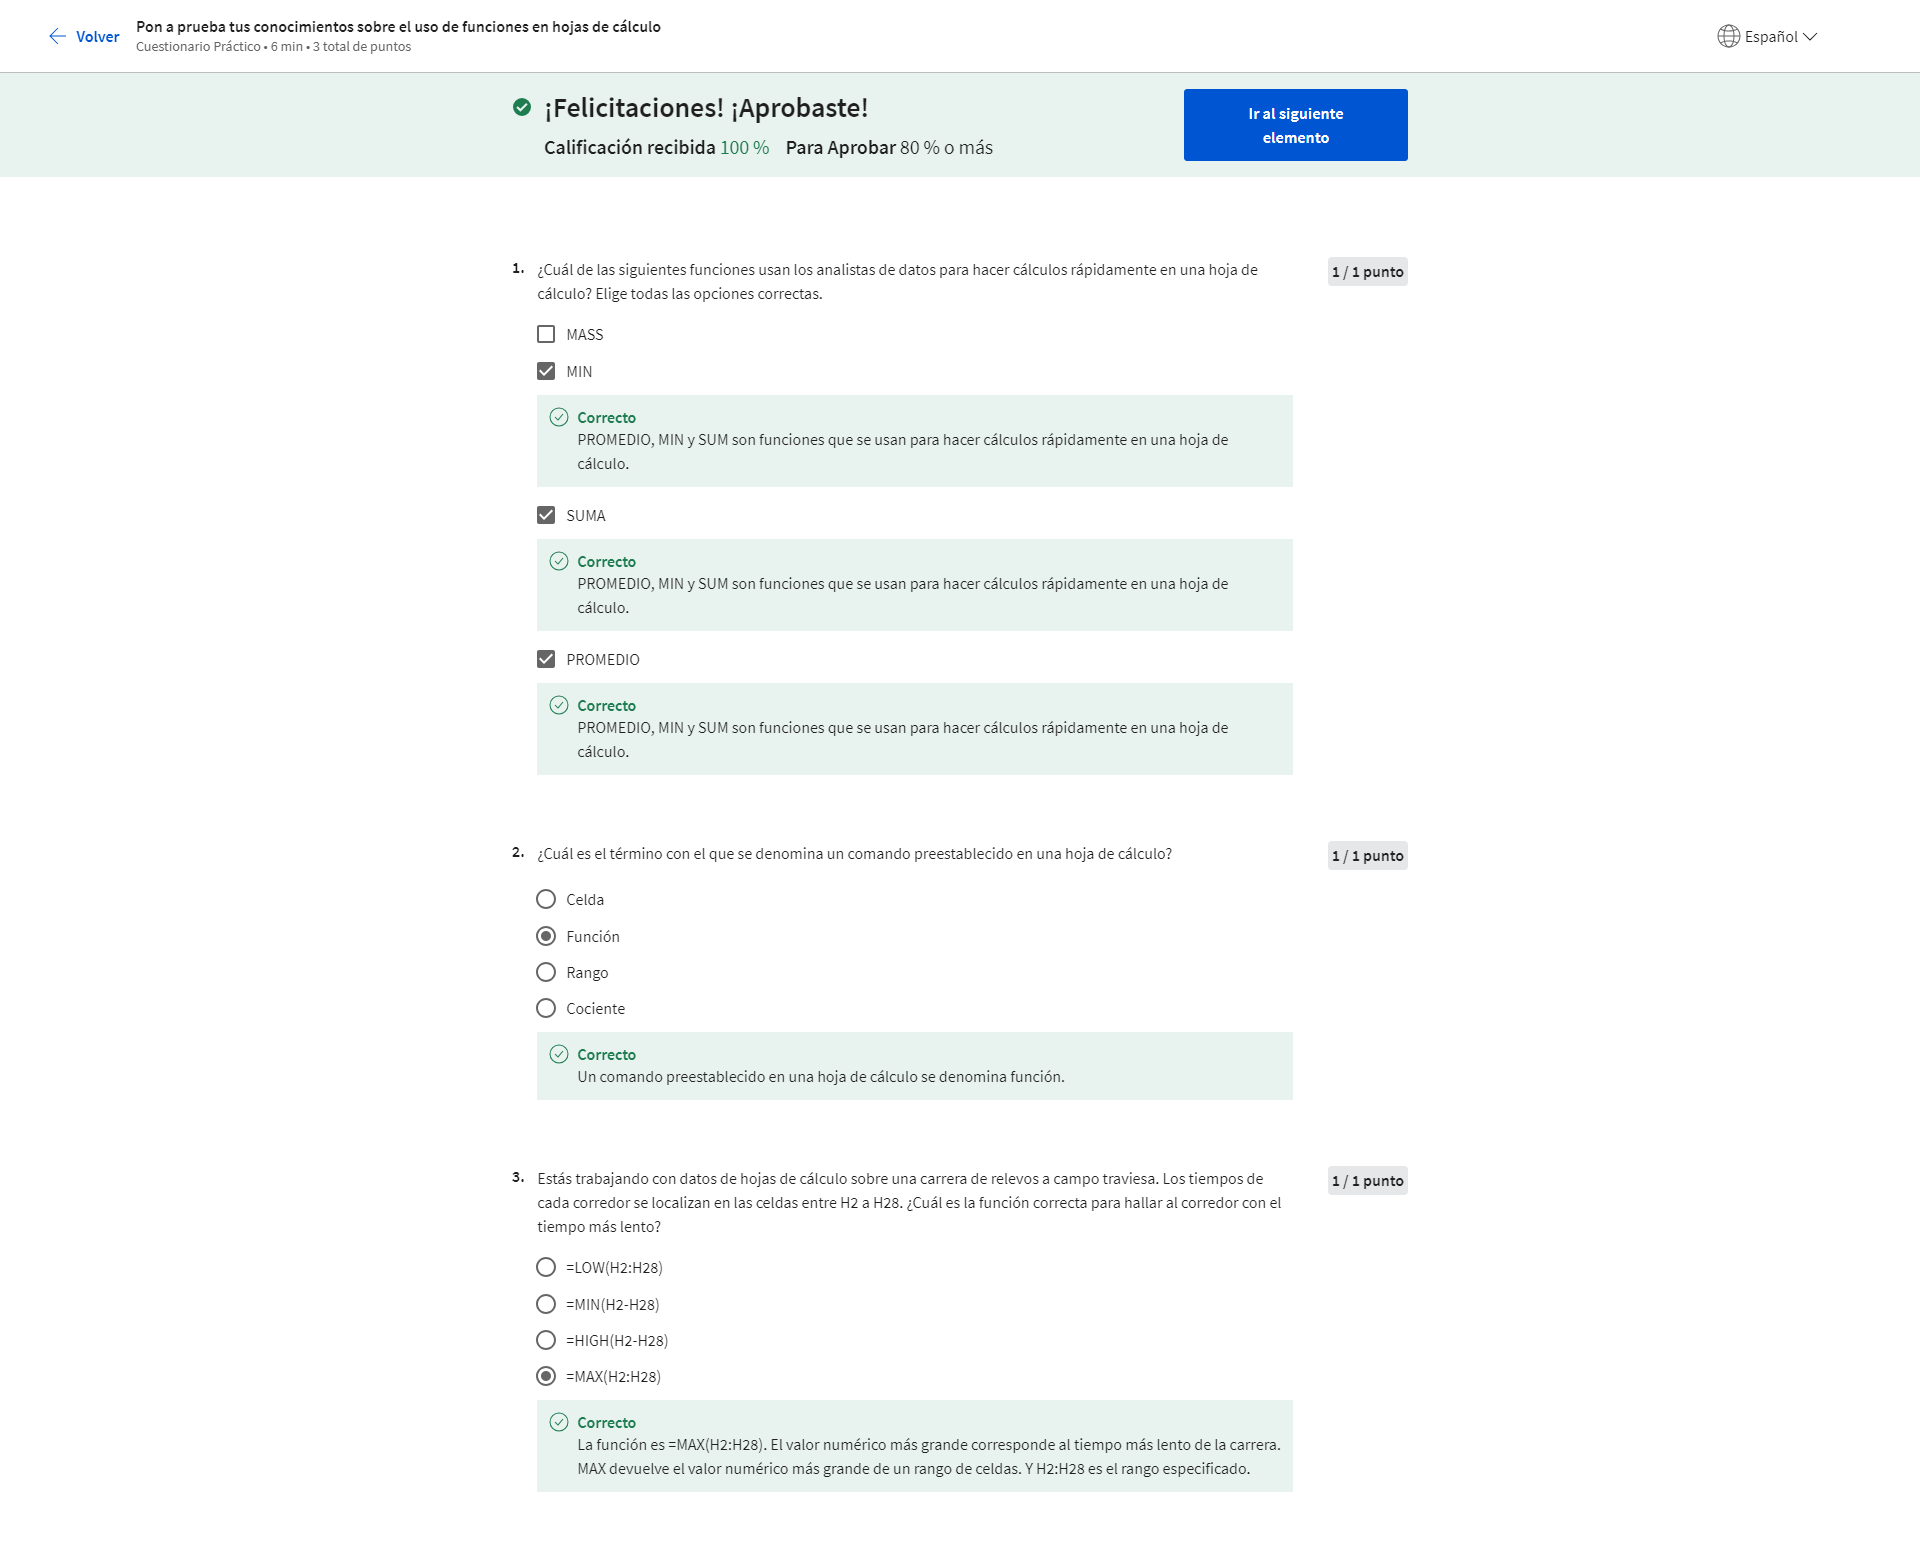 Volver
Pon a prueba tus conocimientos sobre el uso de funciones en hojas de cálculo
Cuestionario Práctico • 6 min • 3 total de puntos
Español
¡Felicitaciones! ¡Aprobaste!
Calificación recibida 100 % Para Aprobar 80 % o más
Ir al siguiente
elemento
1. ¿Cuál de las siguientes funciones usan los analistas de datos para hacer cálculos rápidamente en una hoja de
cálculo? Elige todas las opciones correctas.
1 / 1 punto
MASS
MIN
Correcto
PROMEDIO, MIN y SUM son funciones que se usan para hacer cálculos rápidamente en una hoja de
cálculo.
SUMA
Correcto
PROMEDIO, MIN y SUM son funciones que se usan para hacer cálculos rápidamente en una hoja de
cálculo.
PROMEDIO
Correcto
PROMEDIO, MIN y SUM son funciones que se usan para hacer cálculos rápidamente en una hoja de
cálculo.
2. ¿Cuál es el término con el que se denomina un comando preestablecido en una hoja de cálculo?
1 / 1 punto
Celda
Función
Rango
Cociente
Correcto
Un comando preestablecido en una hoja de cálculo se denomina función.
3. Estás trabajando con datos de hojas de cálculo sobre una carrera de relevos a campo traviesa. Los tiempos de
cada corredor se localizan en las celdas entre H2 a H28. ¿Cuál es la función correcta para hallar al corredor con el
tiempo más lento?
1 / 1 punto
=LOW(H2:H28)
=MIN(H2-H28)
=HIGH(H2-H28)
=MAX(H2:H28)
Correcto
La función es =MAX(H2:H28). El valor numérico más grande corresponde al tiempo más lento de la carrera.
MAX devuelve el valor numérico más grande de un rango de celdas. Y H2:H28 es el rango especificado.